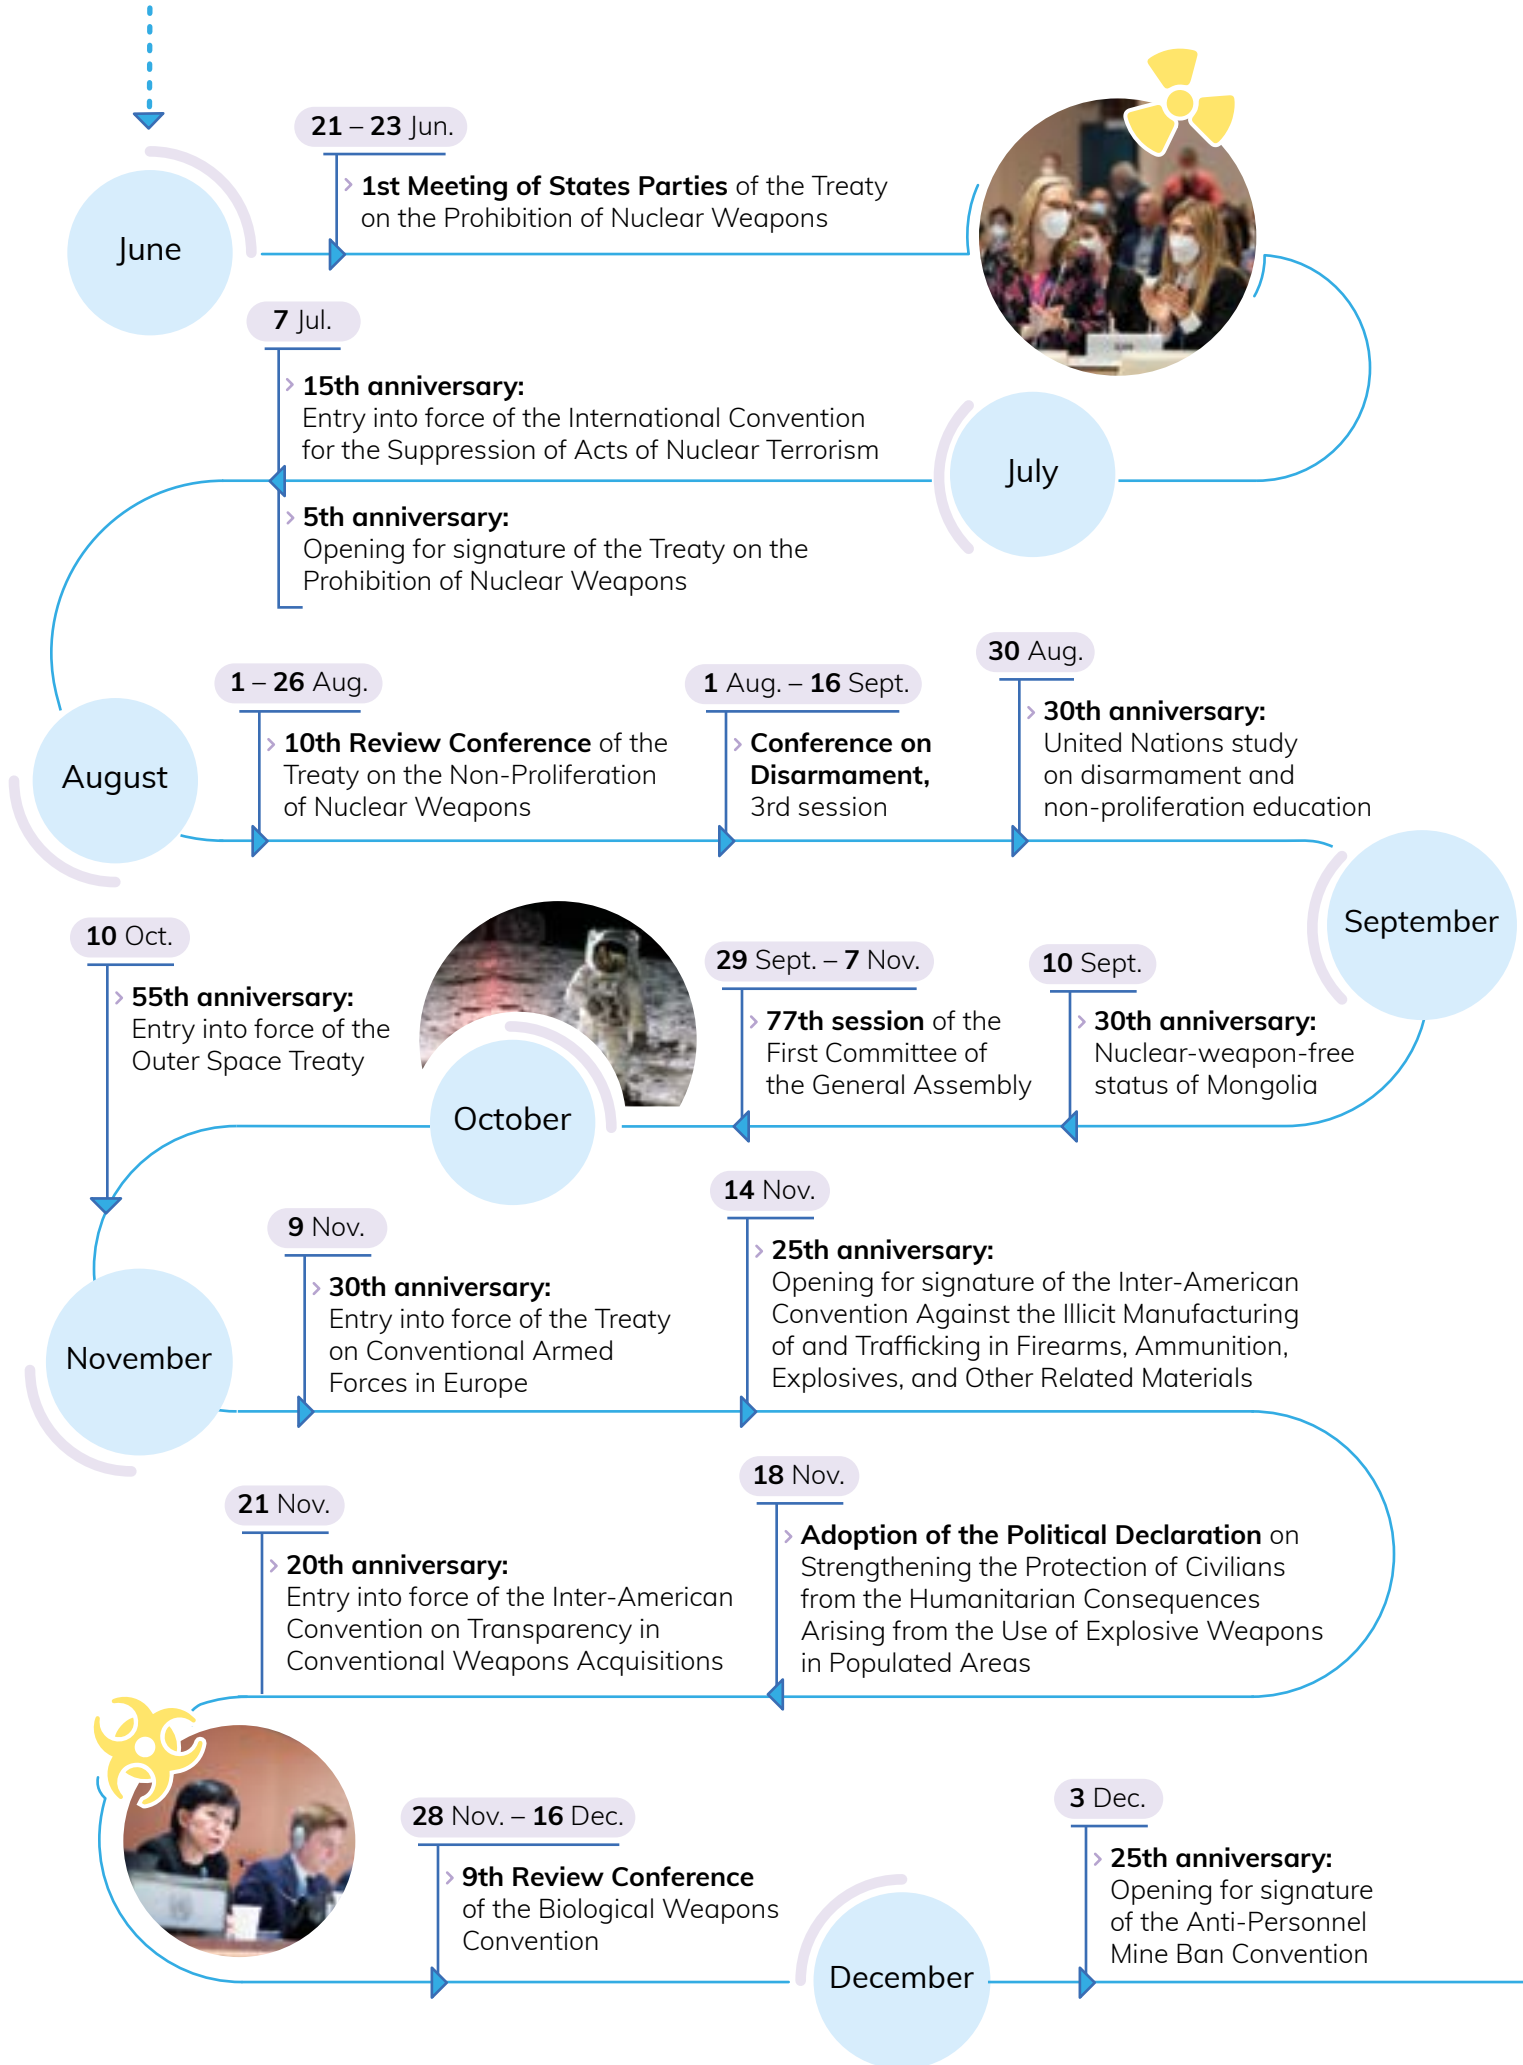 June
21 – 23 Jun.
1st Meeting of States Parties of the Treaty
on the Prohibition of Nuclear Weapons
July
7 Jul.
15th anniversary:
Entry into force of the International Convention
for the Suppression of Acts of Nuclear Terrorism
5th anniversary:
Opening for signature of the Treaty on the
Prohibition of Nuclear Weapons
August
1 – 26 Aug.
10th Review Conference of the
Treaty on the Non-Proliferation
of Nuclear Weapons
1 Aug. – 16 Sept.
Conference on
Disarmament,
3rd session
30 Aug.
30th anniversary:
United Nations study
on disarmament and
non-proliferation education
September
10 Sept.
30th anniversary:
Nuclear-weapon-free
status of Mongolia
29 Sept. – 7 Nov.
77th session of the
First Committee of
the General Assembly
October
10 Oct.
55th anniversary:
Entry into force of the
Outer Space Treaty
November
9 Nov.
30th anniversary:
Entry into force of the Treaty
on Conventional Armed
Forces in Europe
14 Nov.
25th anniversary:
Opening for signature of the Inter-American
Convention Against the Illicit Manufacturing
of and Trafficking in Firearms, Ammunition,
Explosives, and Other Related Materials
18 Nov.
Adoption of the Political Declaration on
Strengthening the Protection of Civilians
from the Humanitarian Consequences
Arising from the Use of Explosive Weapons
in Populated Areas
21 Nov.
20th anniversary:
Entry into force of the Inter-American
Convention on Transparency in
Conventional Weapons Acquisitions
28 Nov. – 16 Dec.
9th Review Conference
of the Biological Weapons
Convention
December
3 Dec.
25th anniversary:
Opening for signature
of the Anti-Personnel
Mine Ban Convention